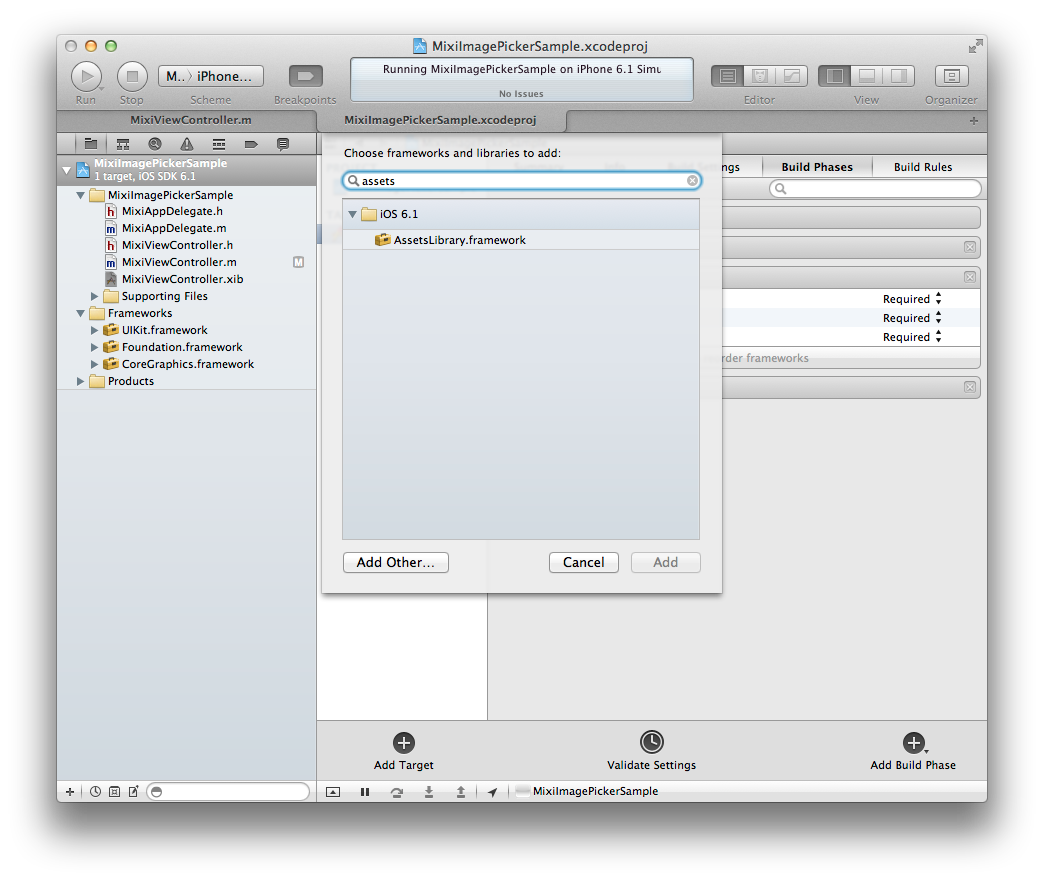 MixiImagePickerSample.xcodeproj
M.. 〉 iPhone...
Running MixiImagePickerSample on iPhone 6.1 Simu
No Issues
Run Stop Scheme Breakpoints Editor View Organizer
MixiViewController.m MixiImagePickerSample.xcodeproj
MixiImagePickerSample
1 target, iOS SDK 6.1
MixiImagePickerSample
MixiAppDelegate.h
MixiAppDelegate.m
MixiViewController.h
MixiViewController.m M
MixiViewController.xib
Supporting Files
Frameworks
UIKit.framework
Foundation.framework
CoreGraphics.framework
Products
Choose frameworks and libraries to add:
assets
iOS 6.1
AssetsLibrary.framework
Add Other... Cancel Add
ngs Build Phases Build Rules
Required
Required
Required
rder frameworks
Add Target Validate Settings Add Build Phase
MixiImagePickerSample